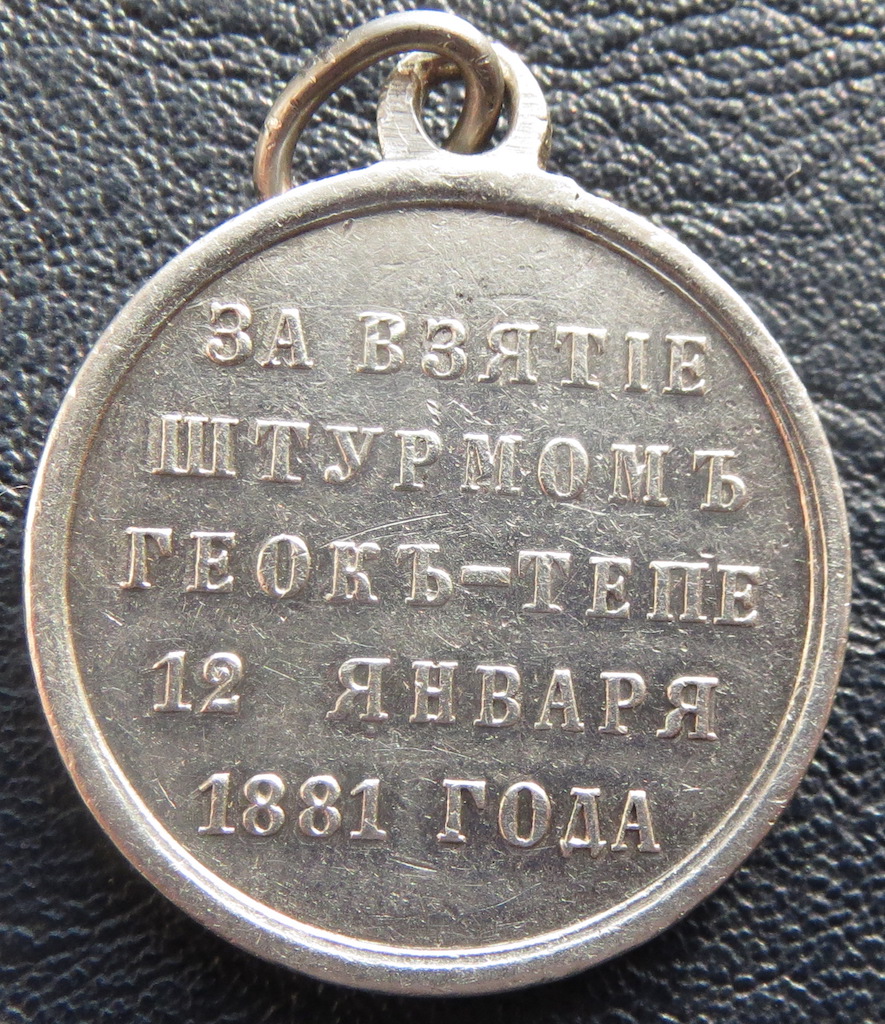 ЗА ВЗЯТІЕ
ШТУРМОМЪ
ГЕОКЪ-ТЕПЕ
12 ЯНВАРЯ
1881 ГОДА